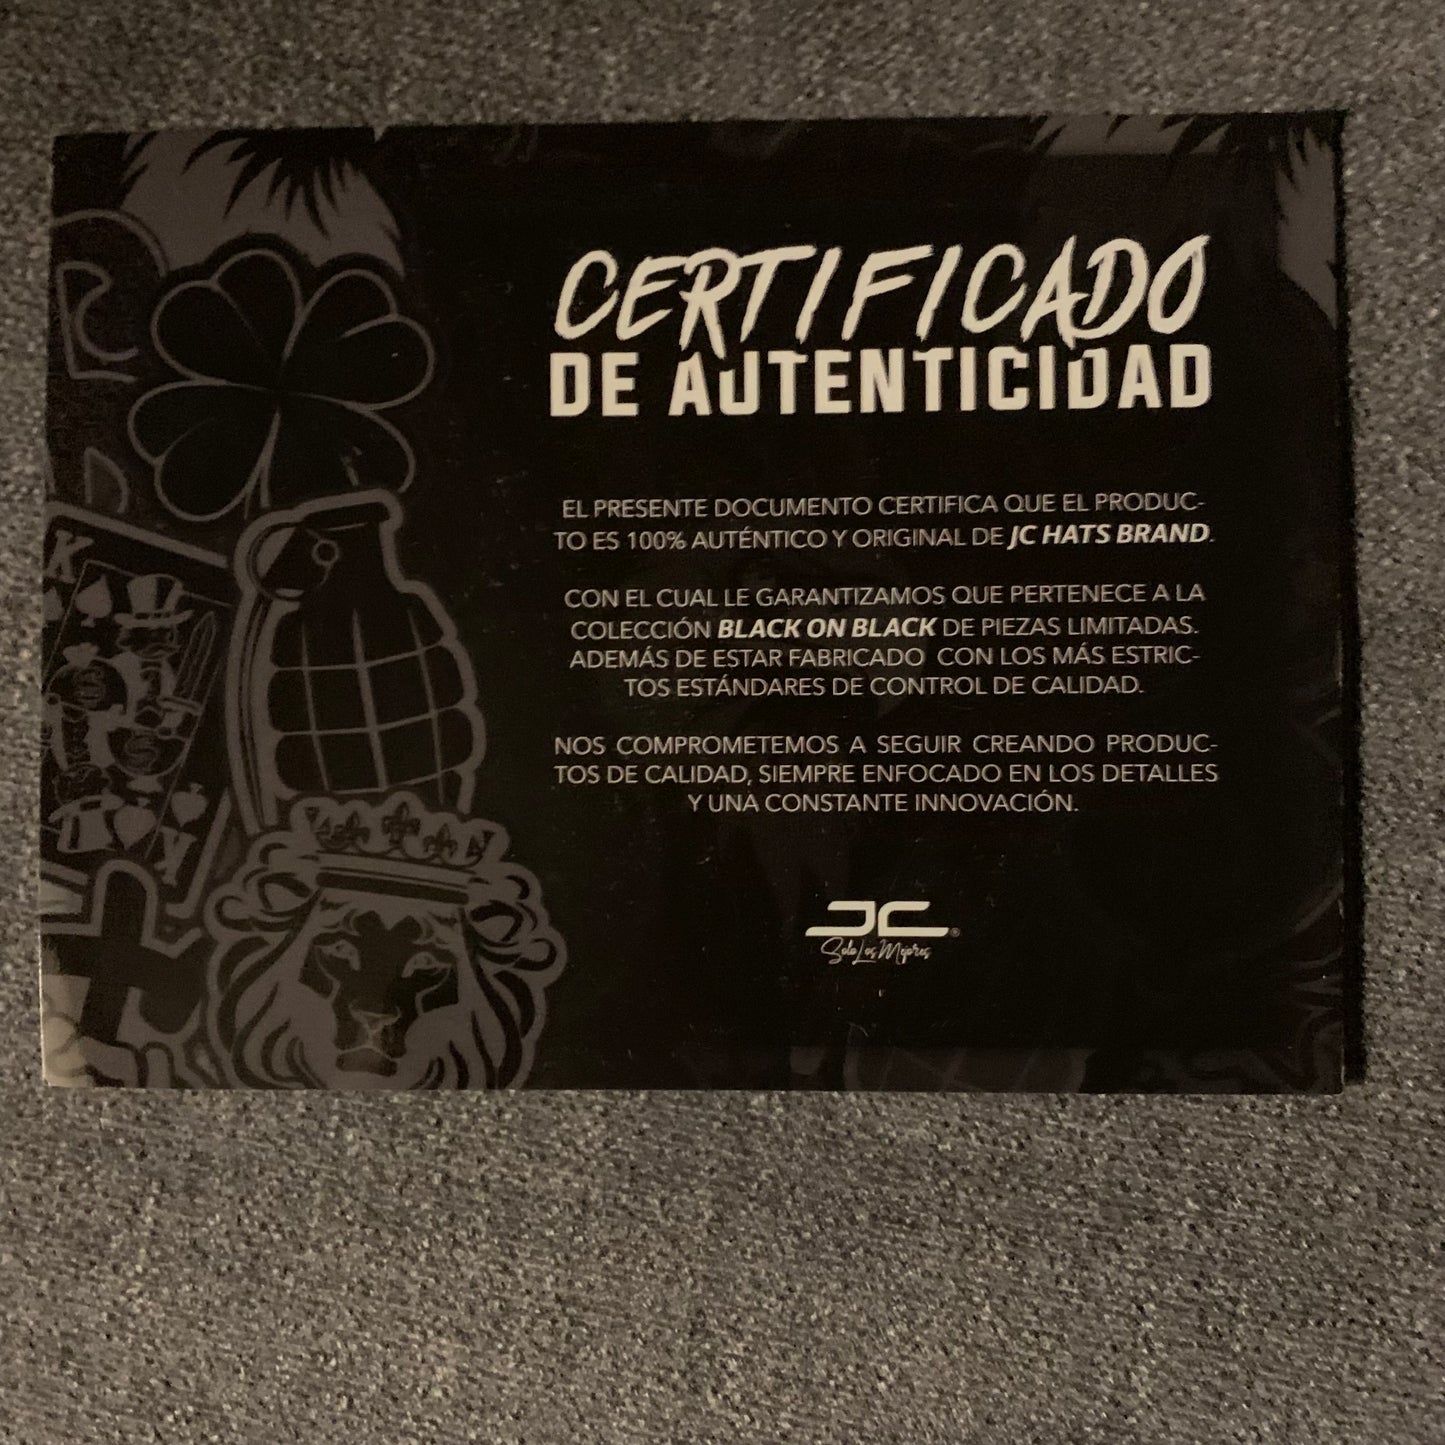 CERTIFICADO
DE AUTENTICIDAD
EL PRESENTE DOCUMENTO CERTIFICA QUE EL PRODUC-
TO ES 100% AUTÉNTICO Y ORIGINAL DE JC HATS BRAND.
CON EL CUAL LE GARANTIZAMOS QUE PERTENECE A LA
COLECCIÓN BLACK ON BLACK DE PIEZAS LIMITADAS.
ADEMÁS DE ESTAR FABRICADO CON LOS MÁS ESTRIC-
TOS ESTÁNDARES DE CONTROL DE CALIDAD.
NOS COMPROMETEMOS A SEGUIR CREANDO PRODUC-
TOS DE CALIDAD, SIEMPRE ENFOCADO EN LOS DETALLES
Y UNA CONSTANTE INNOVACIÓN.
JC®
Solo Los Mejores
K
K